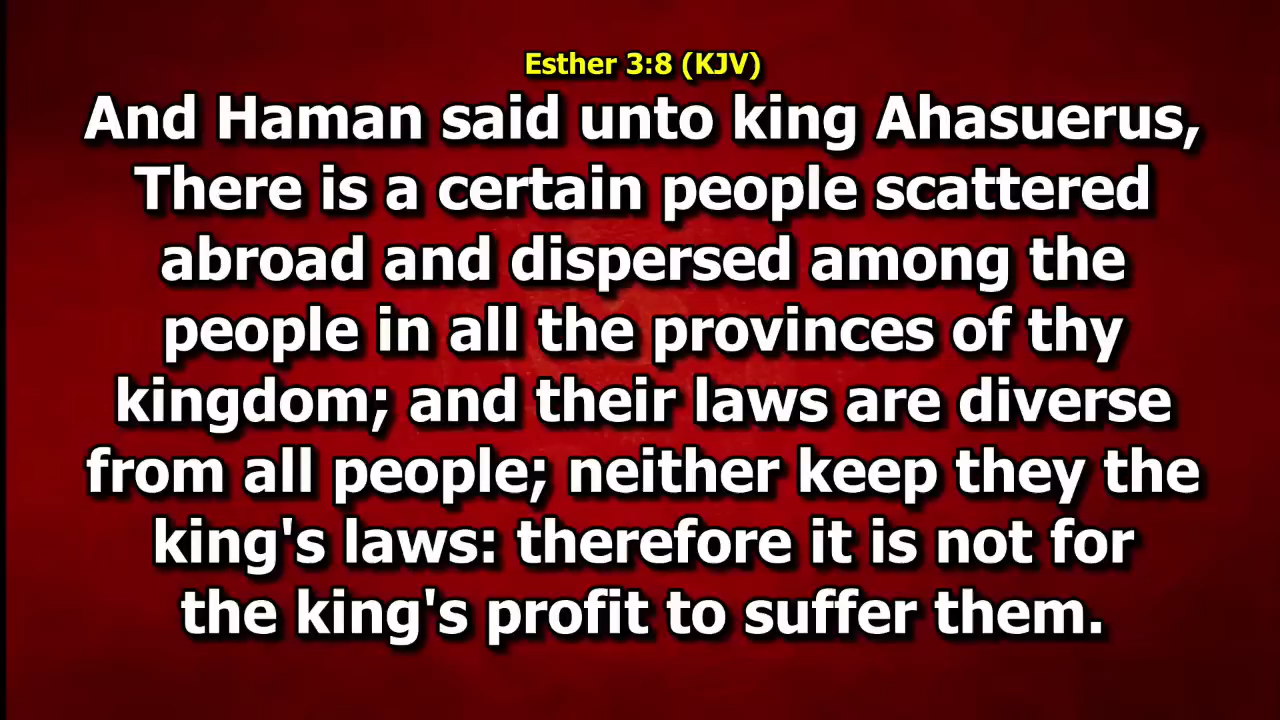 Esther 3:8 (KJV)
And Haman said unto king Ahasuerus,
There is a certain people scattered
abroad and dispersed among the
people in all the provinces of thy
kingdom; and their laws are diverse
from all people; neither keep they the
king's laws: therefore it is not for
the king's profit to suffer them.